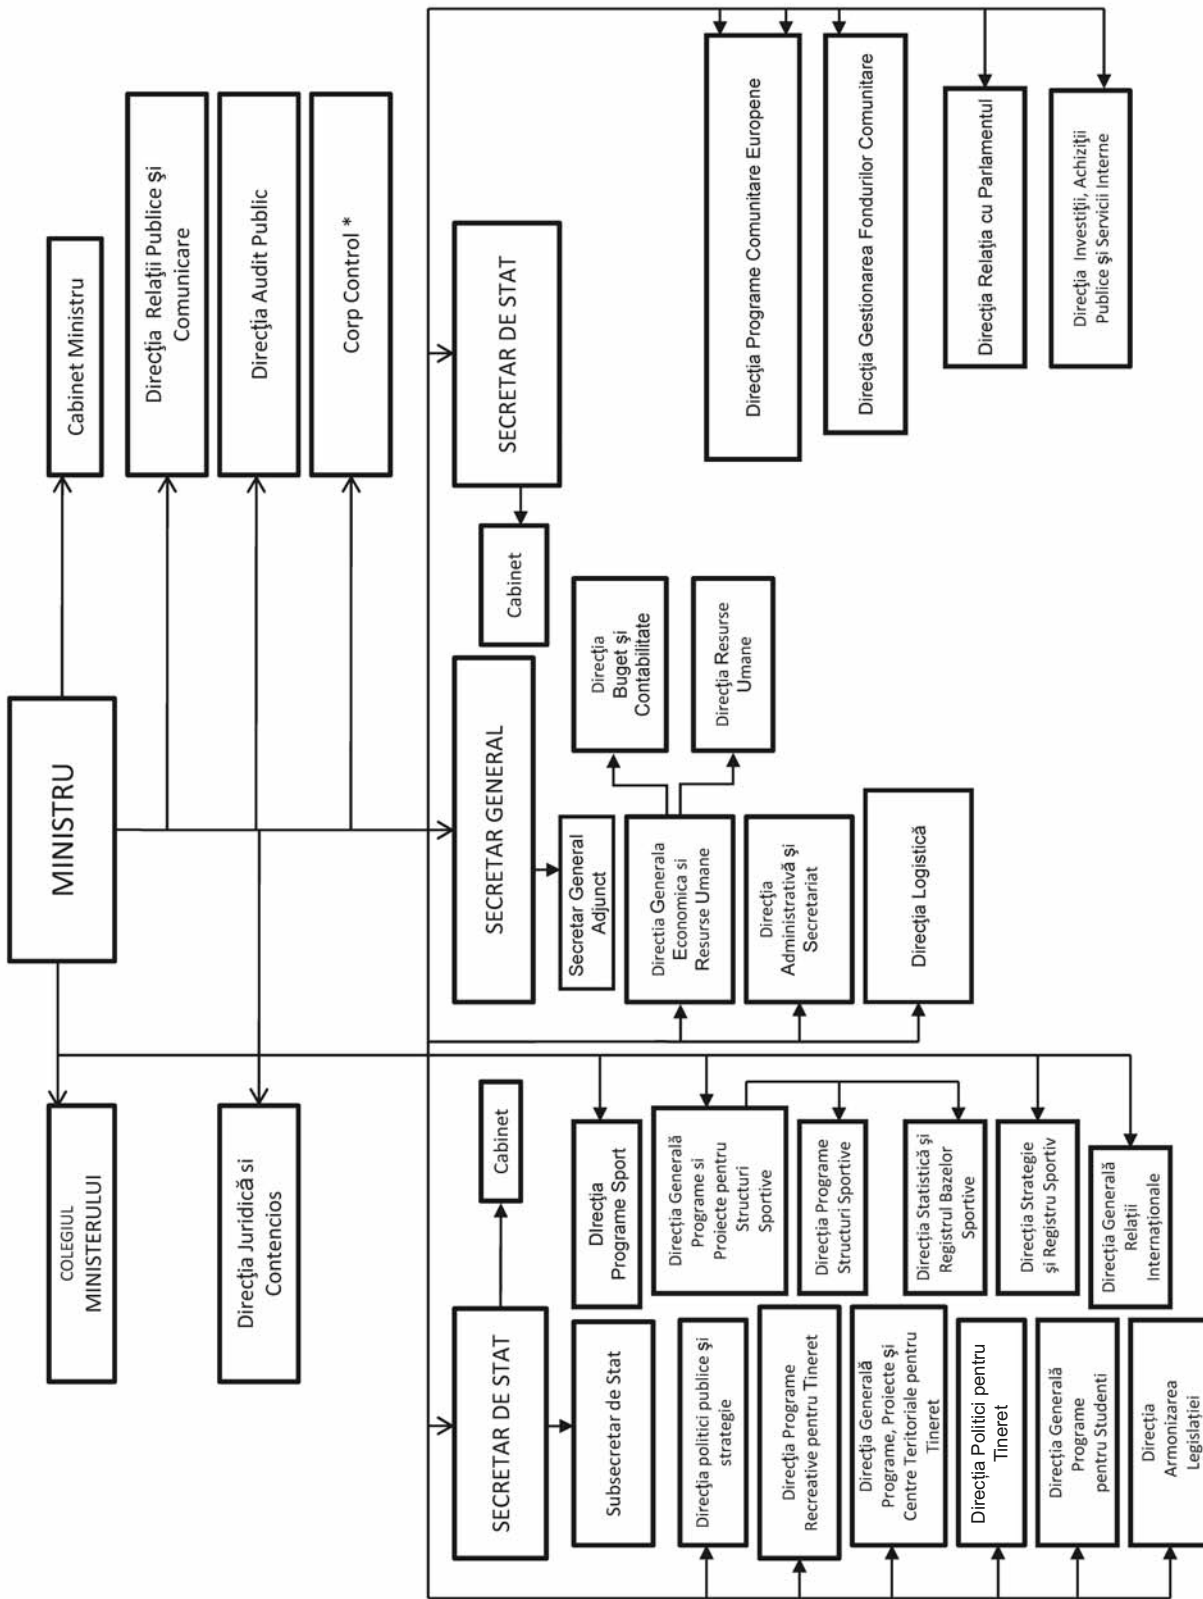 MINISTRU
Cabinet Ministru
Direcţia Relaţii Publice şi
Comunicare
Direcţia Audit Public
Corp Control *
COLEGIUL
MINISTERULUI
Direcţia Juridică si
Contencios
SECRETAR DE STAT
Cabinet
Subsecretar de Stat
Direcţia politici publice şi
strategie
Direcţia Programe
Recreative pentru Tineret
Direcţia Generală
Programe, Proiecte şi
Centre Teritoriale pentru
Tineret
Direcţia Politici pentru
Tineret
Direcţia Generală
Programe
pentru Studenti
Direcţia
Armonizarea
Legislaţiei
DIrecţia
Programe Sport
Direcţia Generală
Programe si
Proiecte pentru
Structuri
Sportive
Direcţia Programe
Structuri Sportive
Direcţia Statistică şi
Registrul Bazelor
Sportive
Direcţia Strategie
şi Registru Sportiv
Direcţia Generală
Relaţii
Internaţionale
SECRETAR GENERAL
Secretar General
Adjunct
Directia Generala
Economica si
Resurse Umane
Direcţia
Administrativă şi
Secretariat
Direcţia Logistică
Direcţia
Buget şi
Contabilitate
Direcţia Resurse
Umane
SECRETAR DE STAT
Cabinet
Direcţia Programe Comunitare Europene
Direcţia Gestionarea Fondurilor Comunitare
Direcţia Relaţia cu Parlamentul
Direcţia Investiţii, Achiziţii
Publice şi Servicii Interne